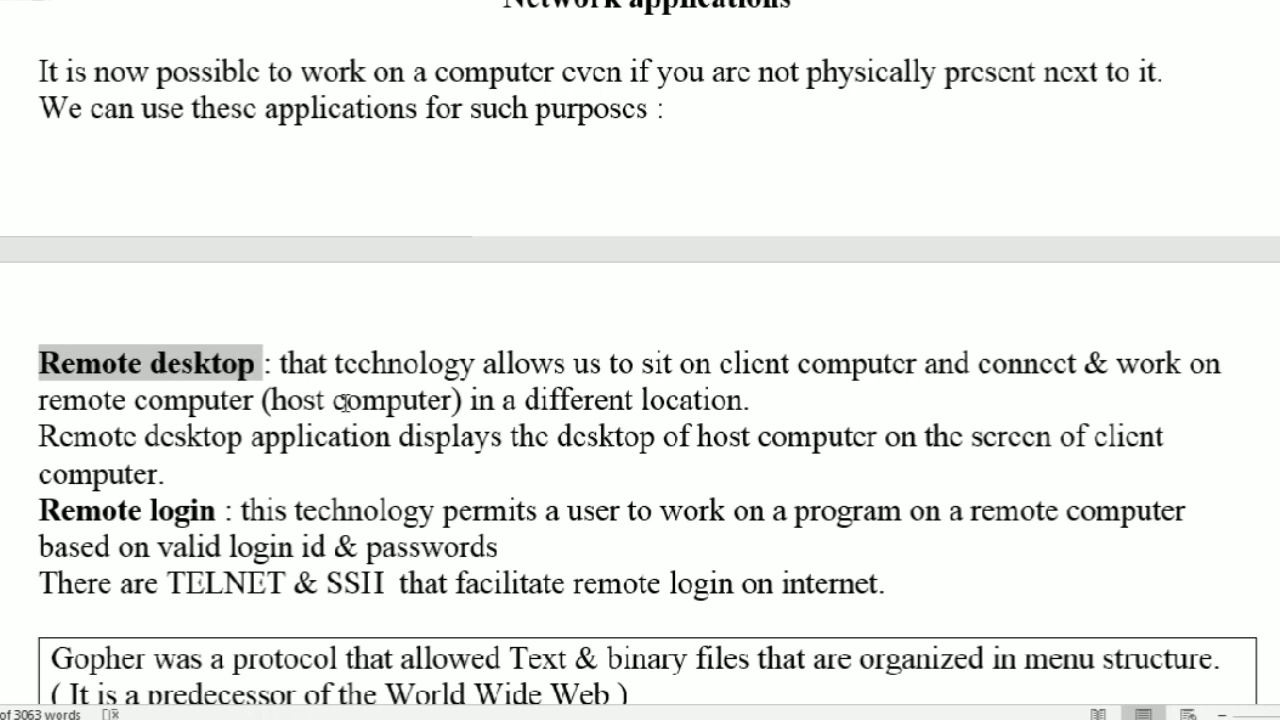 Network applications
It is now possible to work on a computer even if you are not physically present next to it.
We can use these applications for such purposes :
Remote desktop : that technology allows us to sit on client computer and connect & work on
remote computer (host computer) in a different location.
Remote desktop application displays the desktop of host computer on the screen of client
computer.
Remote login : this technology permits a user to work on a program on a remote computer
based on valid login id & passwords
There are TELNET & SSH that facilitate remote login on internet.
Gopher was a protocol that allowed Text & binary files that are organized in menu structure.
( It is a predecessor of the World Wide Web )
of 3063 words